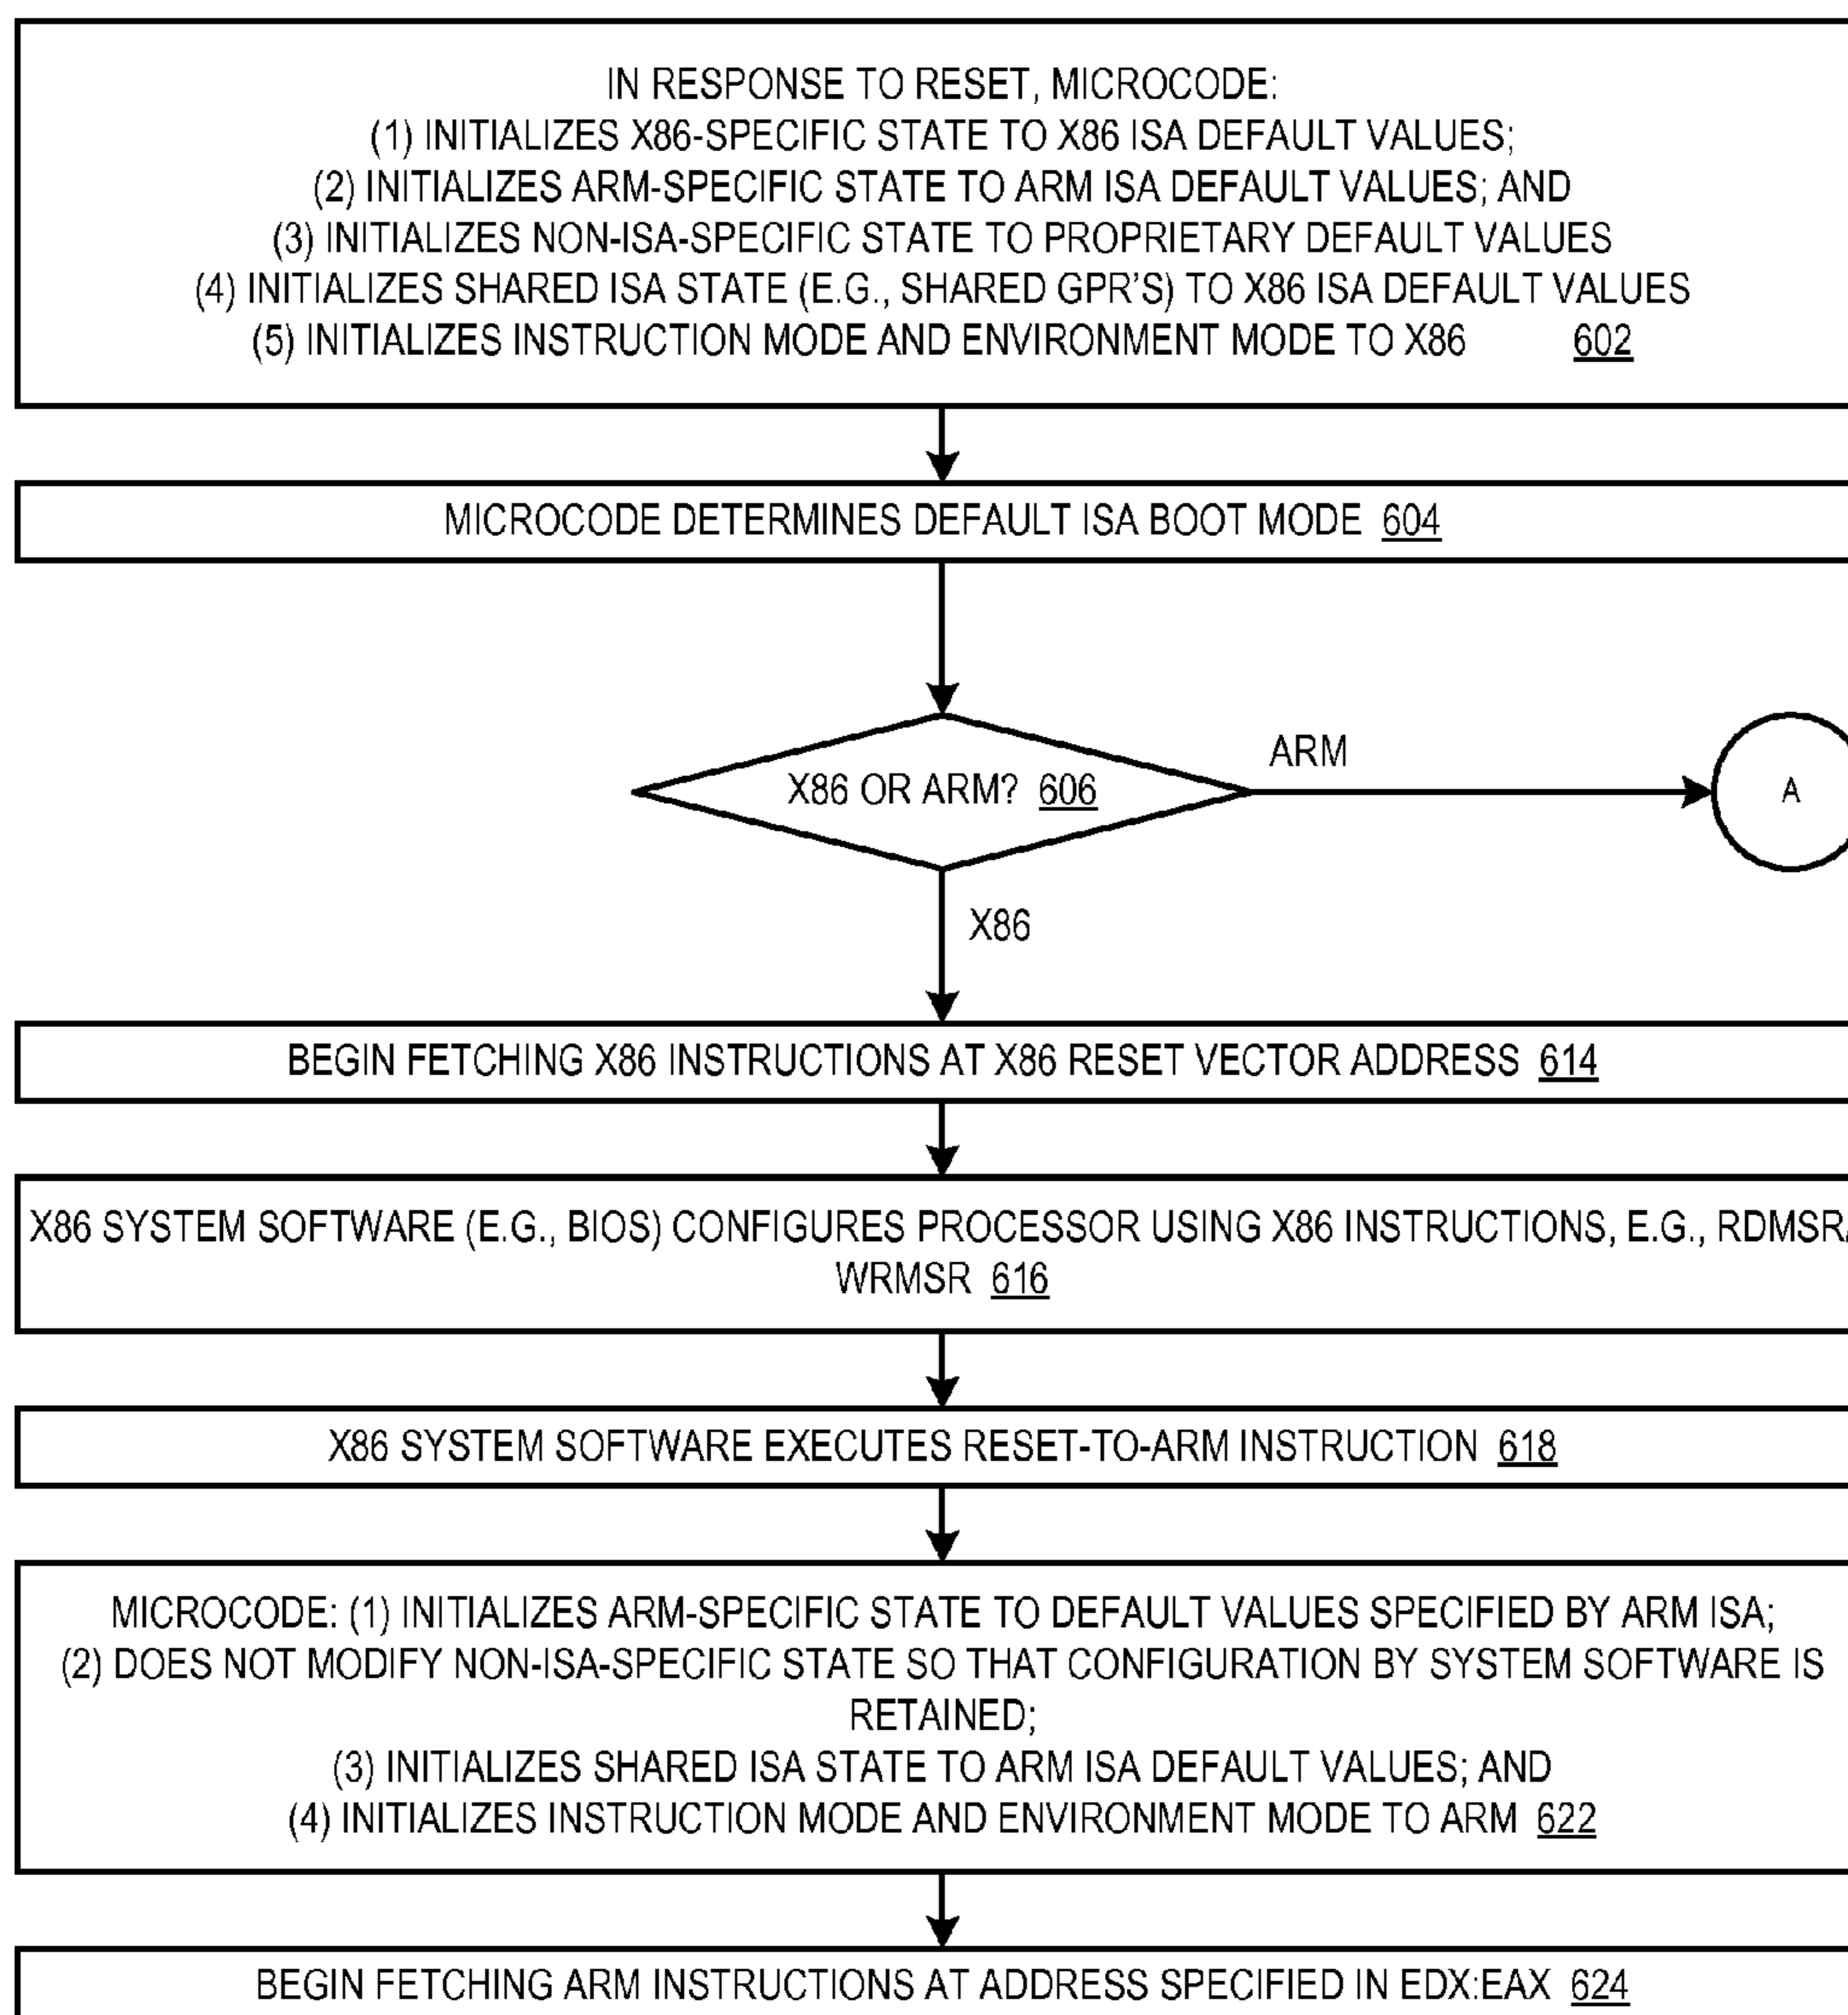 IN RESPONSE TO RESET, MICROCODE:
(1) INITIALIZES X86-SPECIFIC STATE TO X86 ISA DEFAULT VALUES;
(2) INITIALIZES ARM-SPECIFIC STATE TO ARM ISA DEFAULT VALUES; AND
(3) INITIALIZES NON-ISA-SPECIFIC STATE TO PROPRIETARY DEFAULT VALUES
(4) INITIALIZES SHARED ISA STATE (E.G., SHARED GPR'S) TO X86 ISA DEFAULT VALUES
(5) INITIALIZES INSTRUCTION MODE AND ENVIRONMENT MODE TO X86 602
MICROCODE DETERMINES DEFAULT ISA BOOT MODE 604
ARM
X86 OR ARM? 606
A
X86
BEGIN FETCHING X86 INSTRUCTIONS AT X86 RESET VECTOR ADDRESS 614
X86 SYSTEM SOFTWARE (E.G., BIOS) CONFIGURES PROCESSOR USING X86 INSTRUCTIONS, E.G., RDMSR/
WRMSR 616
X86 SYSTEM SOFTWARE EXECUTES RESET-TO-ARM INSTRUCTION 618
MICROCODE: (1) INITIALIZES ARM-SPECIFIC STATE TO DEFAULT VALUES SPECIFIED BY ARM ISA;
(2) DOES NOT MODIFY NON-ISA-SPECIFIC STATE SO THAT CONFIGURATION BY SYSTEM SOFTWARE IS
RETAINED;
(3) INITIALIZES SHARED ISA STATE TO ARM ISA DEFAULT VALUES; AND
(4) INITIALIZES INSTRUCTION MODE AND ENVIRONMENT MODE TO ARM 622
BEGIN FETCHING ARM INSTRUCTIONS AT ADDRESS SPECIFIED IN EDX:EAX 624